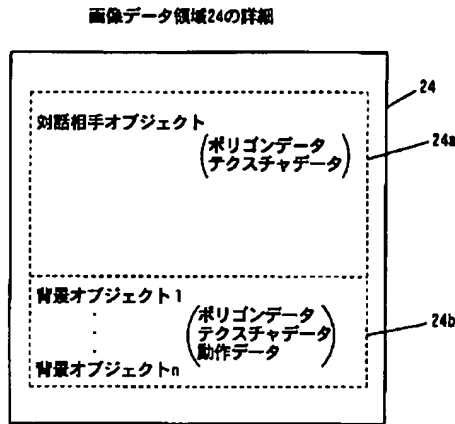 画像データ領域24の詳細
24
対話相手オブジェクト
ポリゴンデータ
テクスチャデータ
24a
背景オブジェクト1
ポリゴンデータ
テクスチャデータ
動作データ
24b
背景オブジェクトn